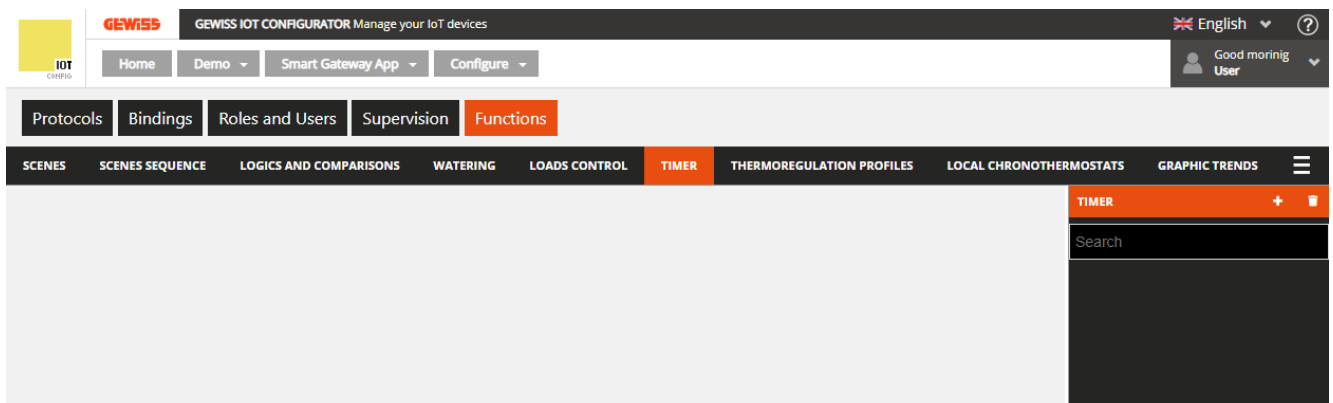 GEWISS GEWISS IOT CONFIGURATOR Manage your IoT devices English ?
IOT
CONFIG
Home Demo Smart Gateway App Configure
Good morinig
User
Protocols Bindings Roles and Users Supervision Functions
SCENES SCENES SEQUENCE LOGICS AND COMPARISONS WATERING LOADS CONTROL TIMER THERMOREGULATION PROFILES LOCAL CHRONOTHERMOSTATS GRAPHIC TRENDS
TIMER +
Search